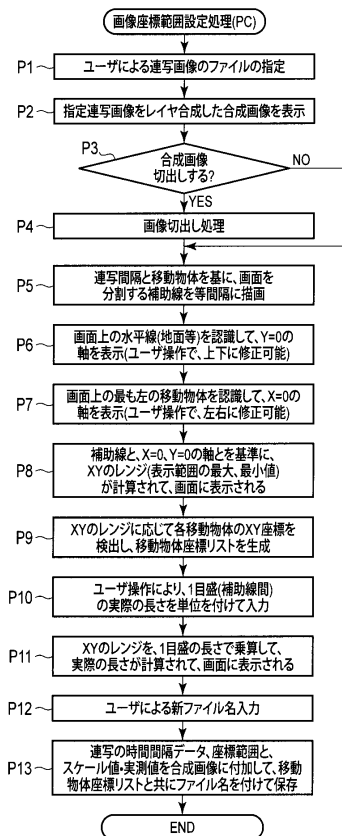 画像座標範囲設定処理(PC)
P1
ユーザによる連写画像のファイルの指定
P2
指定連写画像をレイヤ合成した合成画像を表示
P3
合成画像
切出しする?
NO
YES
P4
画像切出し処理
P5
連写間隔と移動物体を基に、画面を
分割する補助線を等間隔に描画
P6
画面上の水平線(地面等)を認識して、Y=0の
軸を表示(ユーザ操作で、上下に修正可能)
P7
画面上の最も左の移動物体を認識して、X=0の
軸を表示(ユーザ操作で、左右に修正可能)
P8
補助線と、X=0、Y=0の軸とを基準に、
XYのレンジ(表示範囲の最大、最小値)
が計算されて、画面に表示される
P9
XYのレンジに応じて各移動物体のXY座標を
検出し、移動物体座標リストを生成
P10
ユーザ操作により、1目盛(補助線間)
の実際の長さを単位を付けて入力
P11
XYのレンジを、1目盛の長さで乗算して、
実際の長さが計算されて、画面に表示される
P12
ユーザによる新ファイル名入力
P13
連写の時間間隔データ、座標範囲と、
スケール値・実測値を合成画像に付加して、移動
物体座標リストと共にファイル名を付けて保存
END